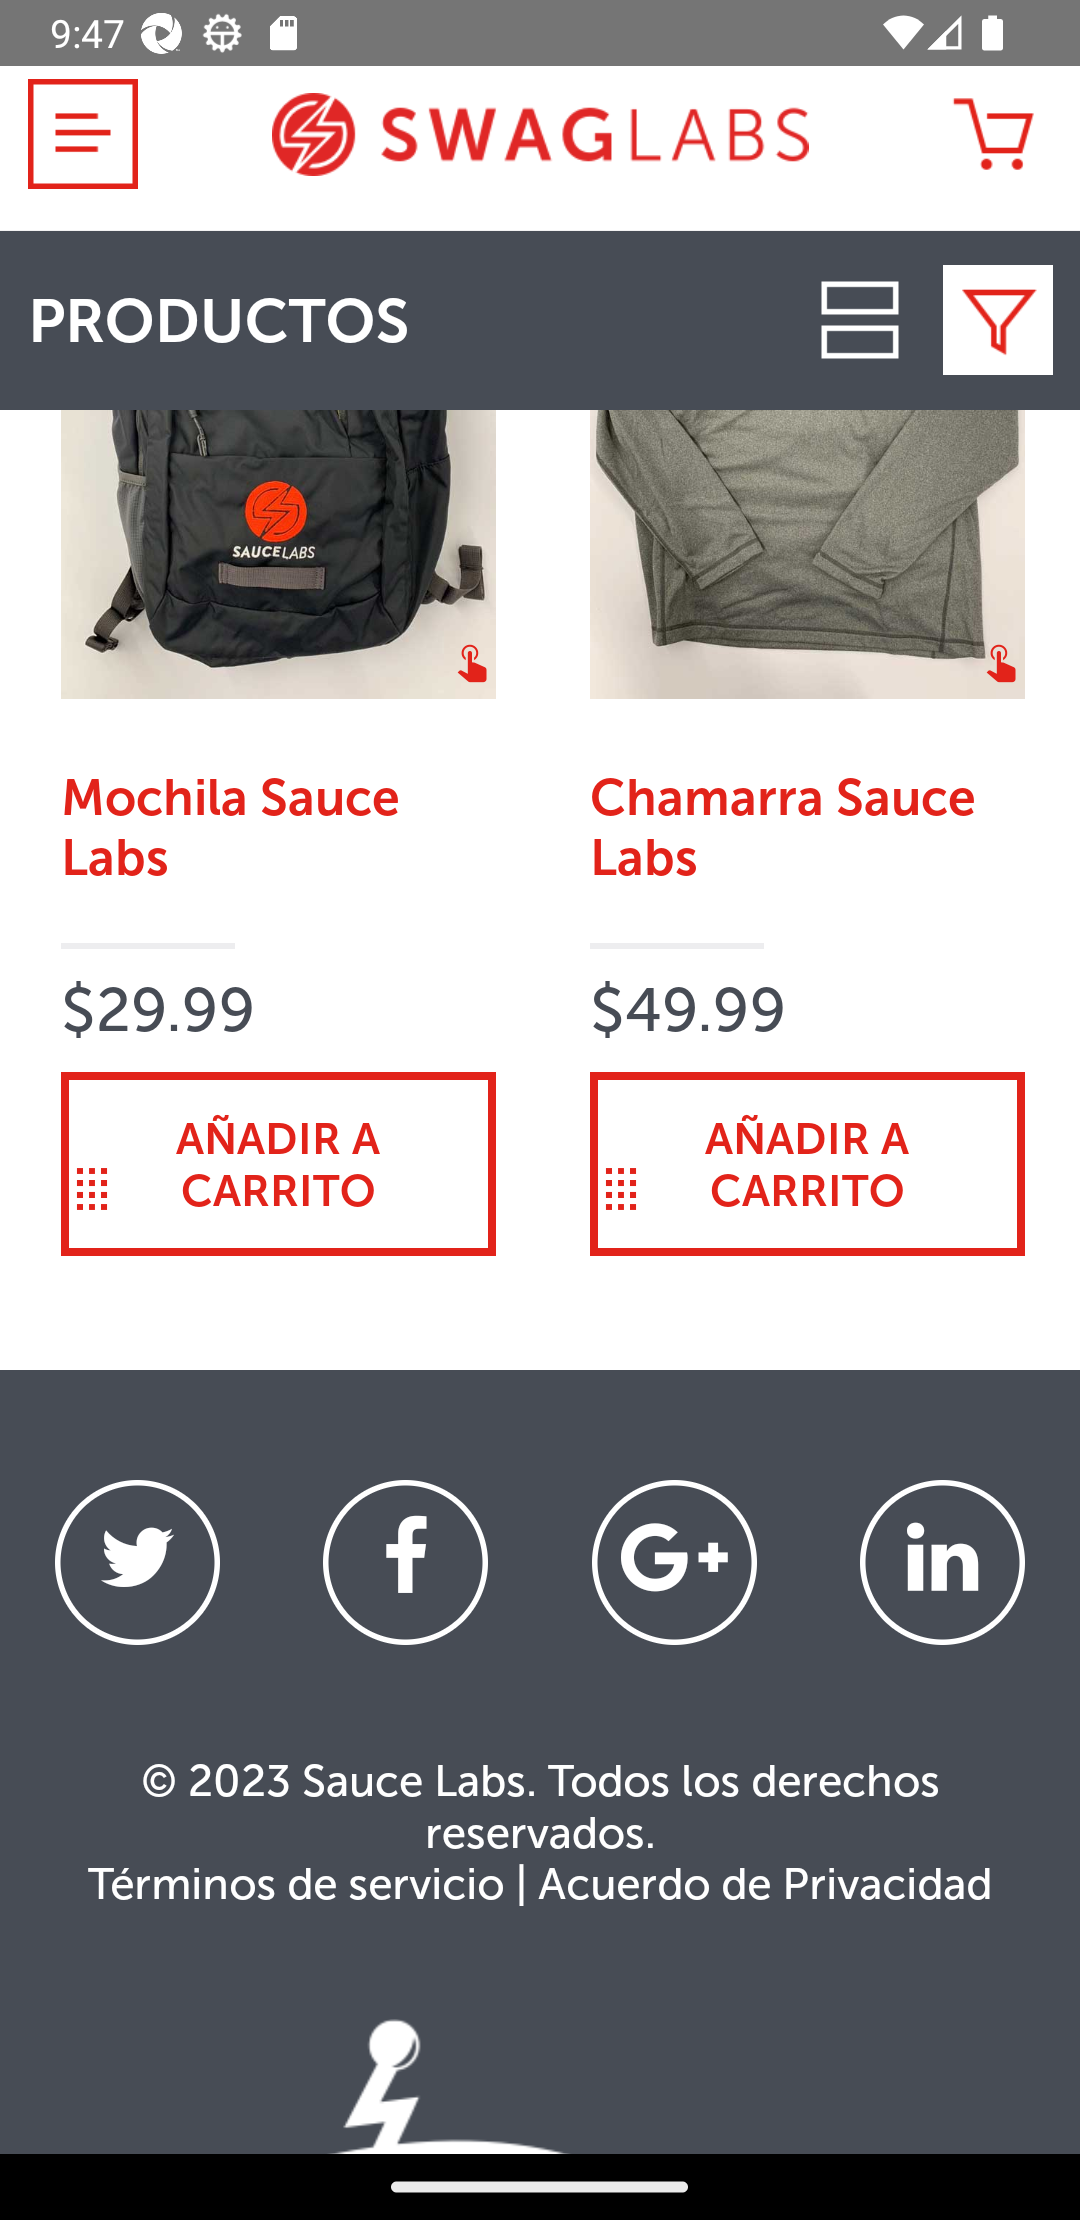 9:47
SWAGLABS
PRODUCTOS
SAUCELABS
Mochila Sauce
Labs
Chamarra Sauce
Labs
$29.99
$49.99
AÑADIR A
CARRITO
AÑADIR A
CARRITO
© 2023 Sauce Labs. Todos los derechos
reservados.
Términos de servicio | Acuerdo de Privacidad